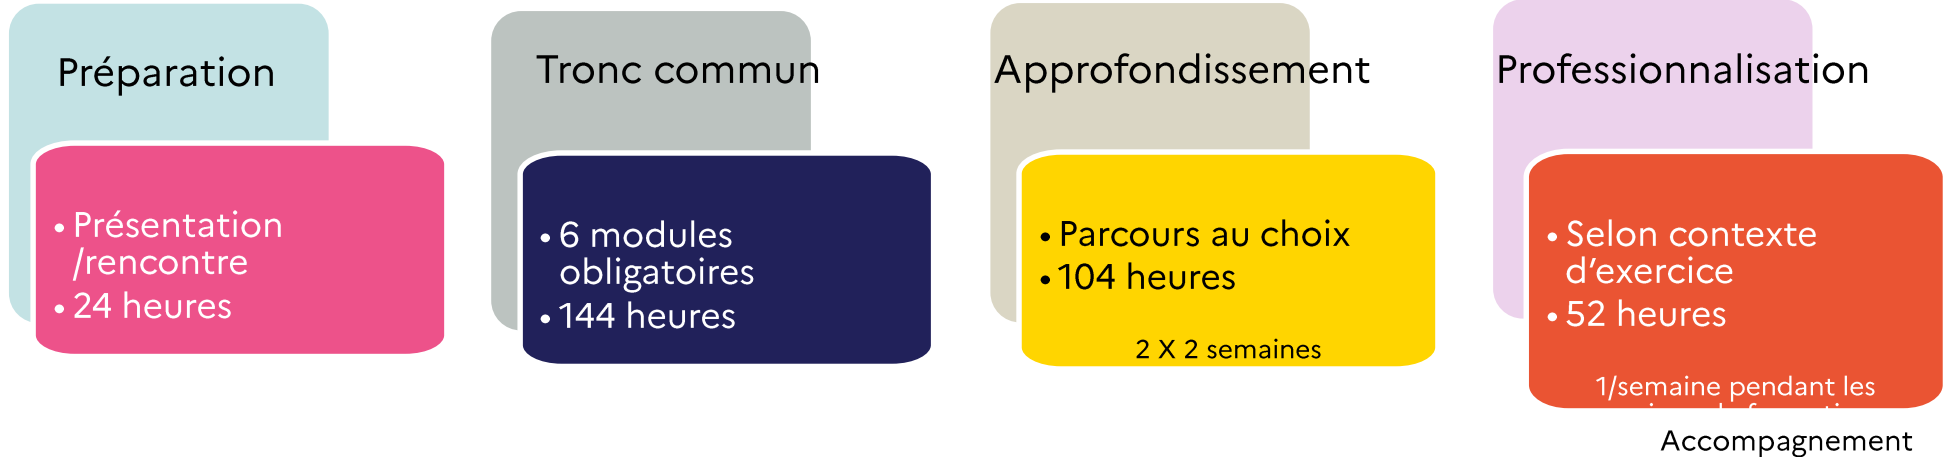 Préparation
• Présentation
/rencontre
• 24 heures
Tronc commun
• 6 modules
obligatoires
• 144 heures
Approfondissement
• Parcours au choix
• 104 heures
2 X 2 semaines
Professionnalisation
• Selon contexte
d’exercice
• 52 heures
1/semaine pendant les
Accompagnement